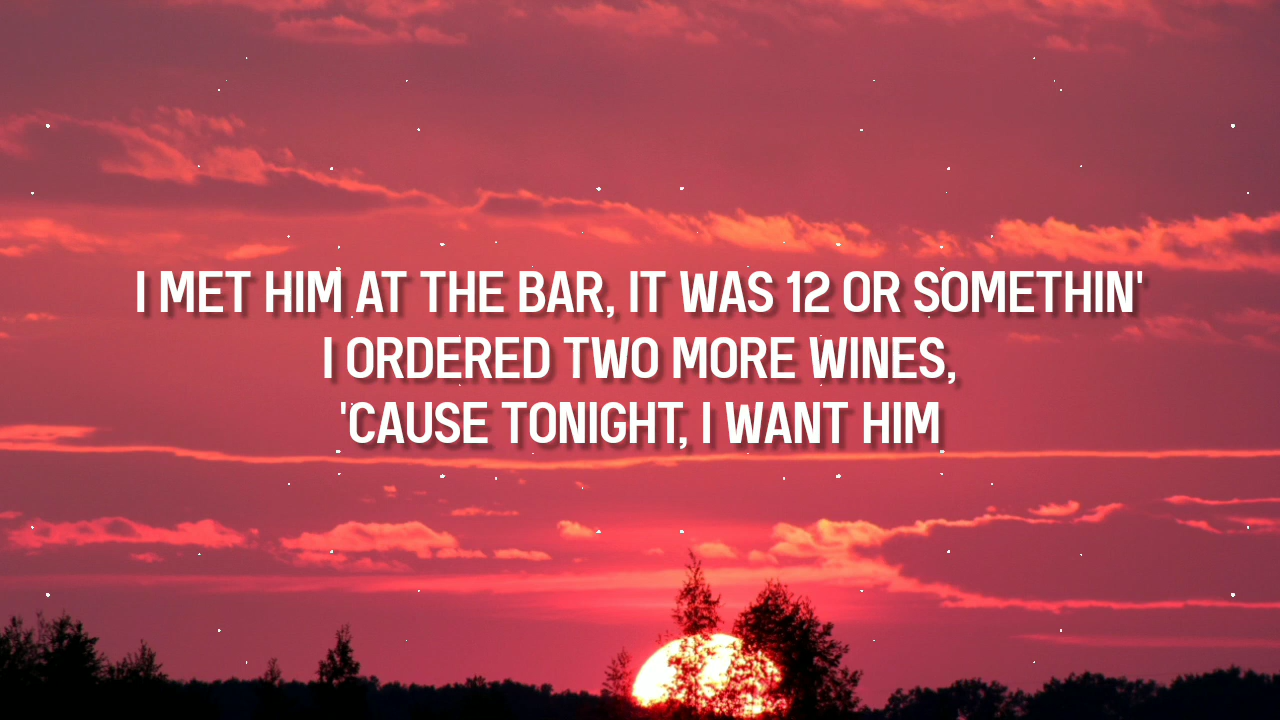 I MET HIM AT THE BAR, IT WAS 12 OR SOMETHIN'
I ORDERED TWO MORE WINES,
'CAUSE TONIGHT, I WANT HIM